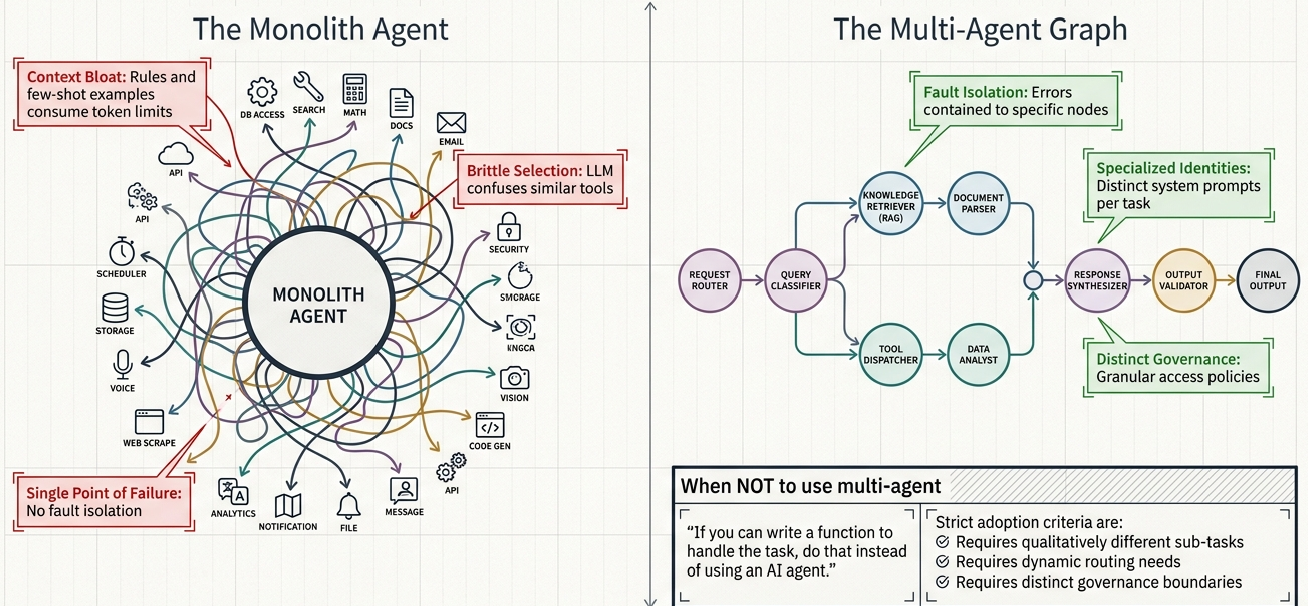 The Monolith Agent
Context Bloat: Rules and
few-shot examples
consume token limits
DB ACCESS
SEARCH
MATH
DOCS
EMAIL
Brittle Selection: LLM
confuses similar tools
API
API
SCHEDULER
STORAGE
VOICE
WEB SCRAPE
MONOLITH
AGENT
SECURITY
SMCRAGE
VISION
CODE GEN
API
MESSAGE
FILE
NOTIFICATION
ANALYTICS
Single Point of Failure:
No fault isolation
The Multi-Agent Graph
Fault Isolation: Errors
contained to specific nodes
Specialized Identities:
Distinct system prompts
per task
REQUEST
ROUTER
QUERY
CLASSIFIER
KNOWLEDGE
RETRIEVER
(RAG)
DOCUMENT
PARSER
TOOL
DISPATCHER
DATA
ANALYST
RESPONSE
SYNTHESIZER
OUTPUT
VALIDATOR
FINAL
OUTPUT
Distinct Governance:
Granular access policies
When NOT to use multi-agent
“If you can write a function to
handle the task, do that instead
of using an AI agent.”
Strict adoption criteria are:
Requires qualitatively different sub-tasks
Requires dynamic routing needs
Requires distinct governance boundaries